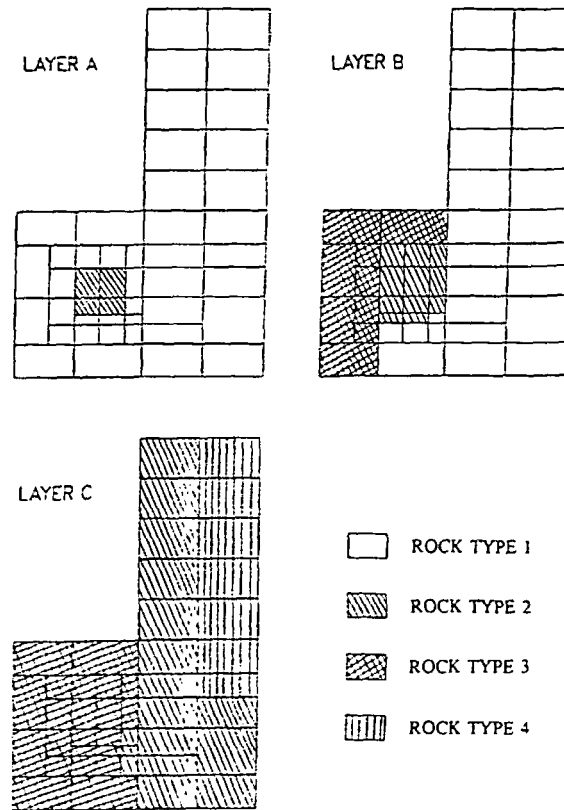 LAYER A
LAYER B
LAYER C
ROCK TYPE 1
ROCK TYPE 2
ROCK TYPE 3
ROCK TYPE 4